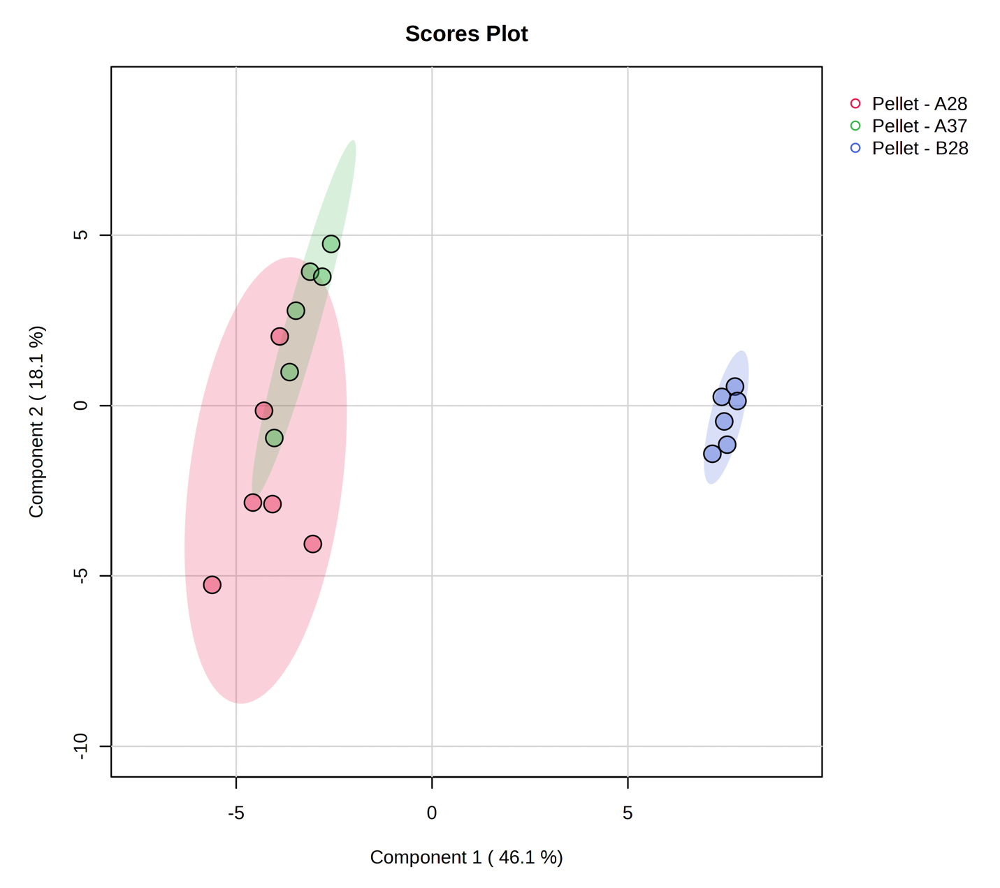 Scores Plot
Pellet - A28
Pellet - A37
Pellet - B28
Component 2 ( 18.1 %)
5
0
-5
-10
-5
0
5
Component 1 ( 46.1 %)